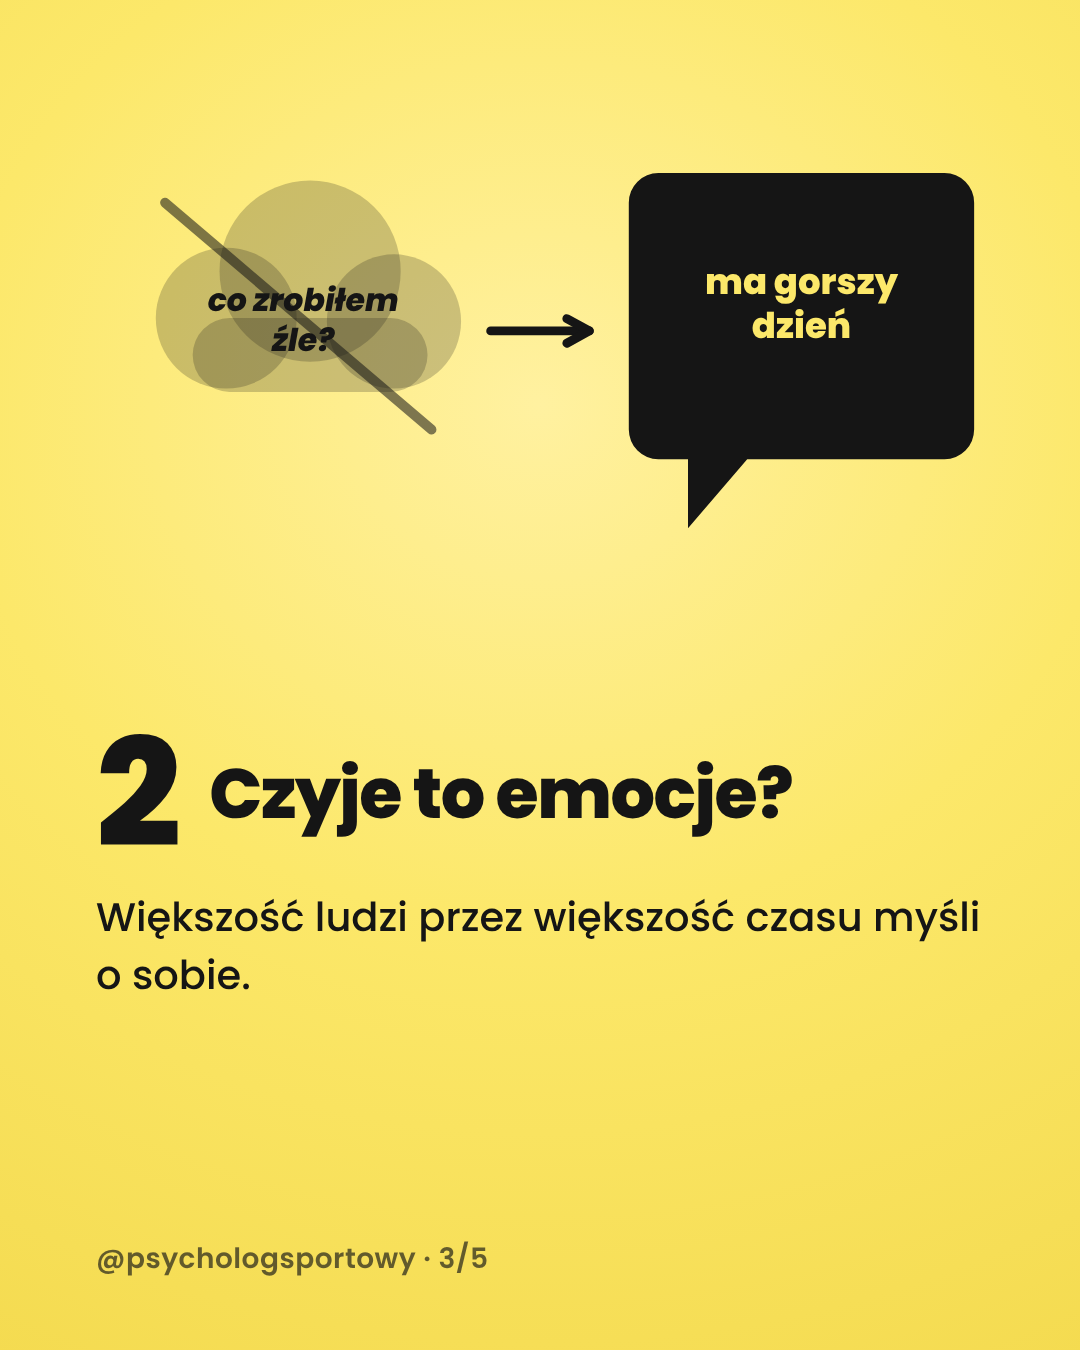 co zrobiłem
źle?
ma gorszy
dzień
2 Czyje to emocje?
Większość ludzi przez większość czasu myśli
o sobie.
@psychologsportowy · 3/5